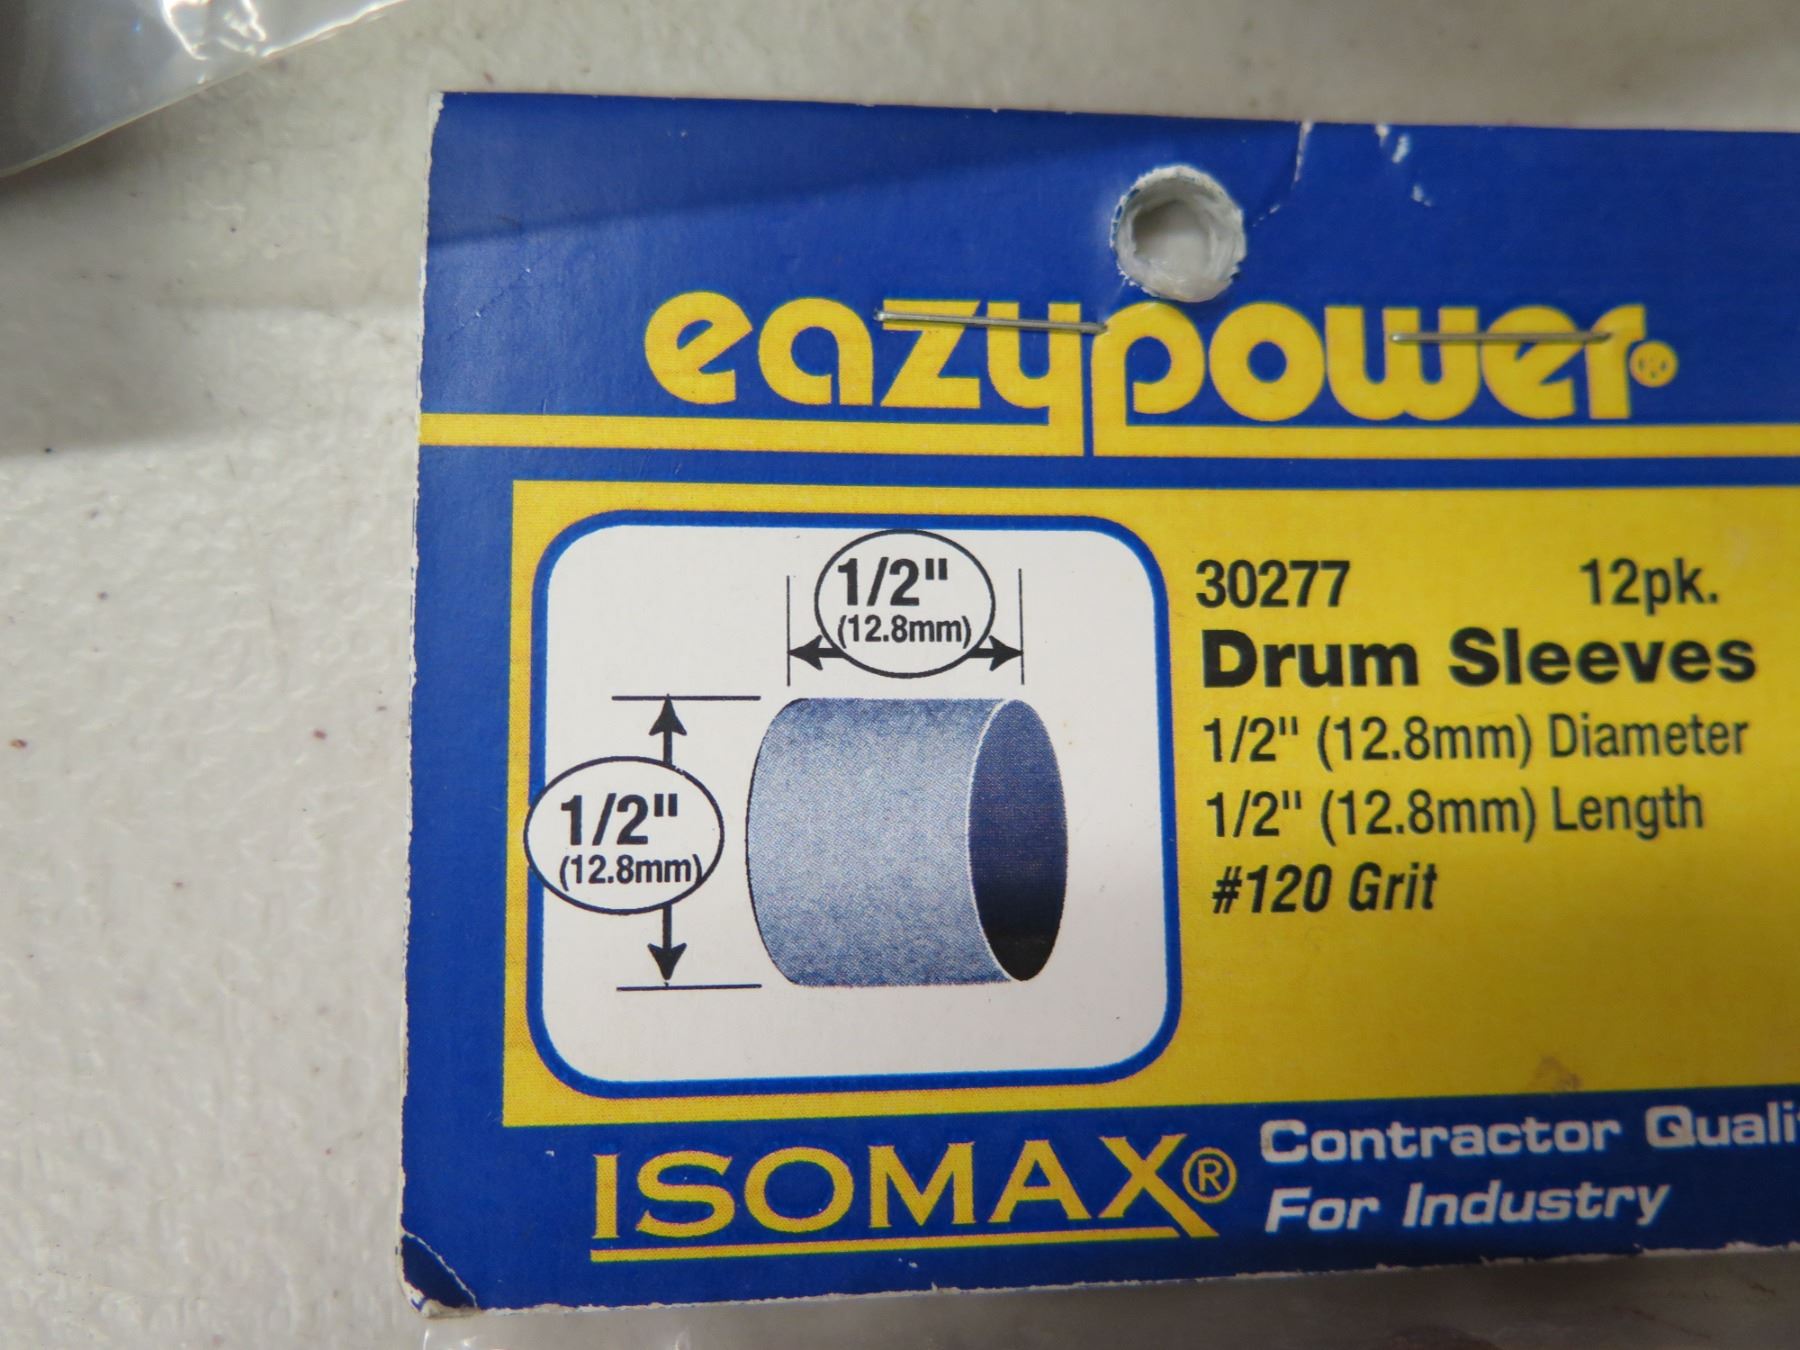 eazypower®
1/2"
(12.8mm)
1/2"
(12.8mm)
30277 12pk.
Drum Sleeves
1/2" (12.8mm) Diameter
1/2" (12.8mm) Length
#120 Grit
ISOMAX®
Contractor Quali
For Industry